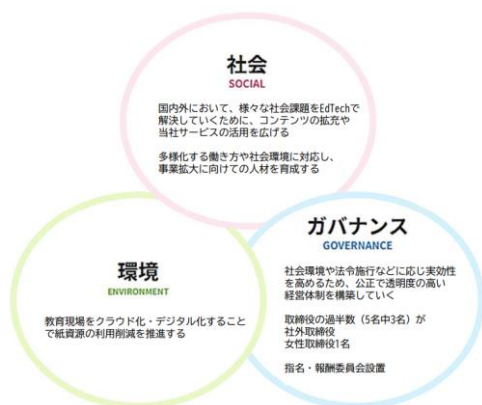 社会
SOCIAL
国内外において、様々な社会課題をEdTechで
解決していくために、コンテンツの拡充や
当社サービスの活用を広げる
多様化する働き方や社会環境に対応し、
事業拡大に向けての人材を育成する
環境
ENVIRONMENT
教育現場をクラウド化・デジタル化すること
で紙資源の利用削減を推進する
ガバナンス
GOVERNANCE
社会環境や法令施行などに応じ実効性
を高めるため、公正で透明度の高い
経営体制を構築していく
取締役の過半数（5名中3名）が
社外取締役
女性取締役1名
指名・報酬委員会設置